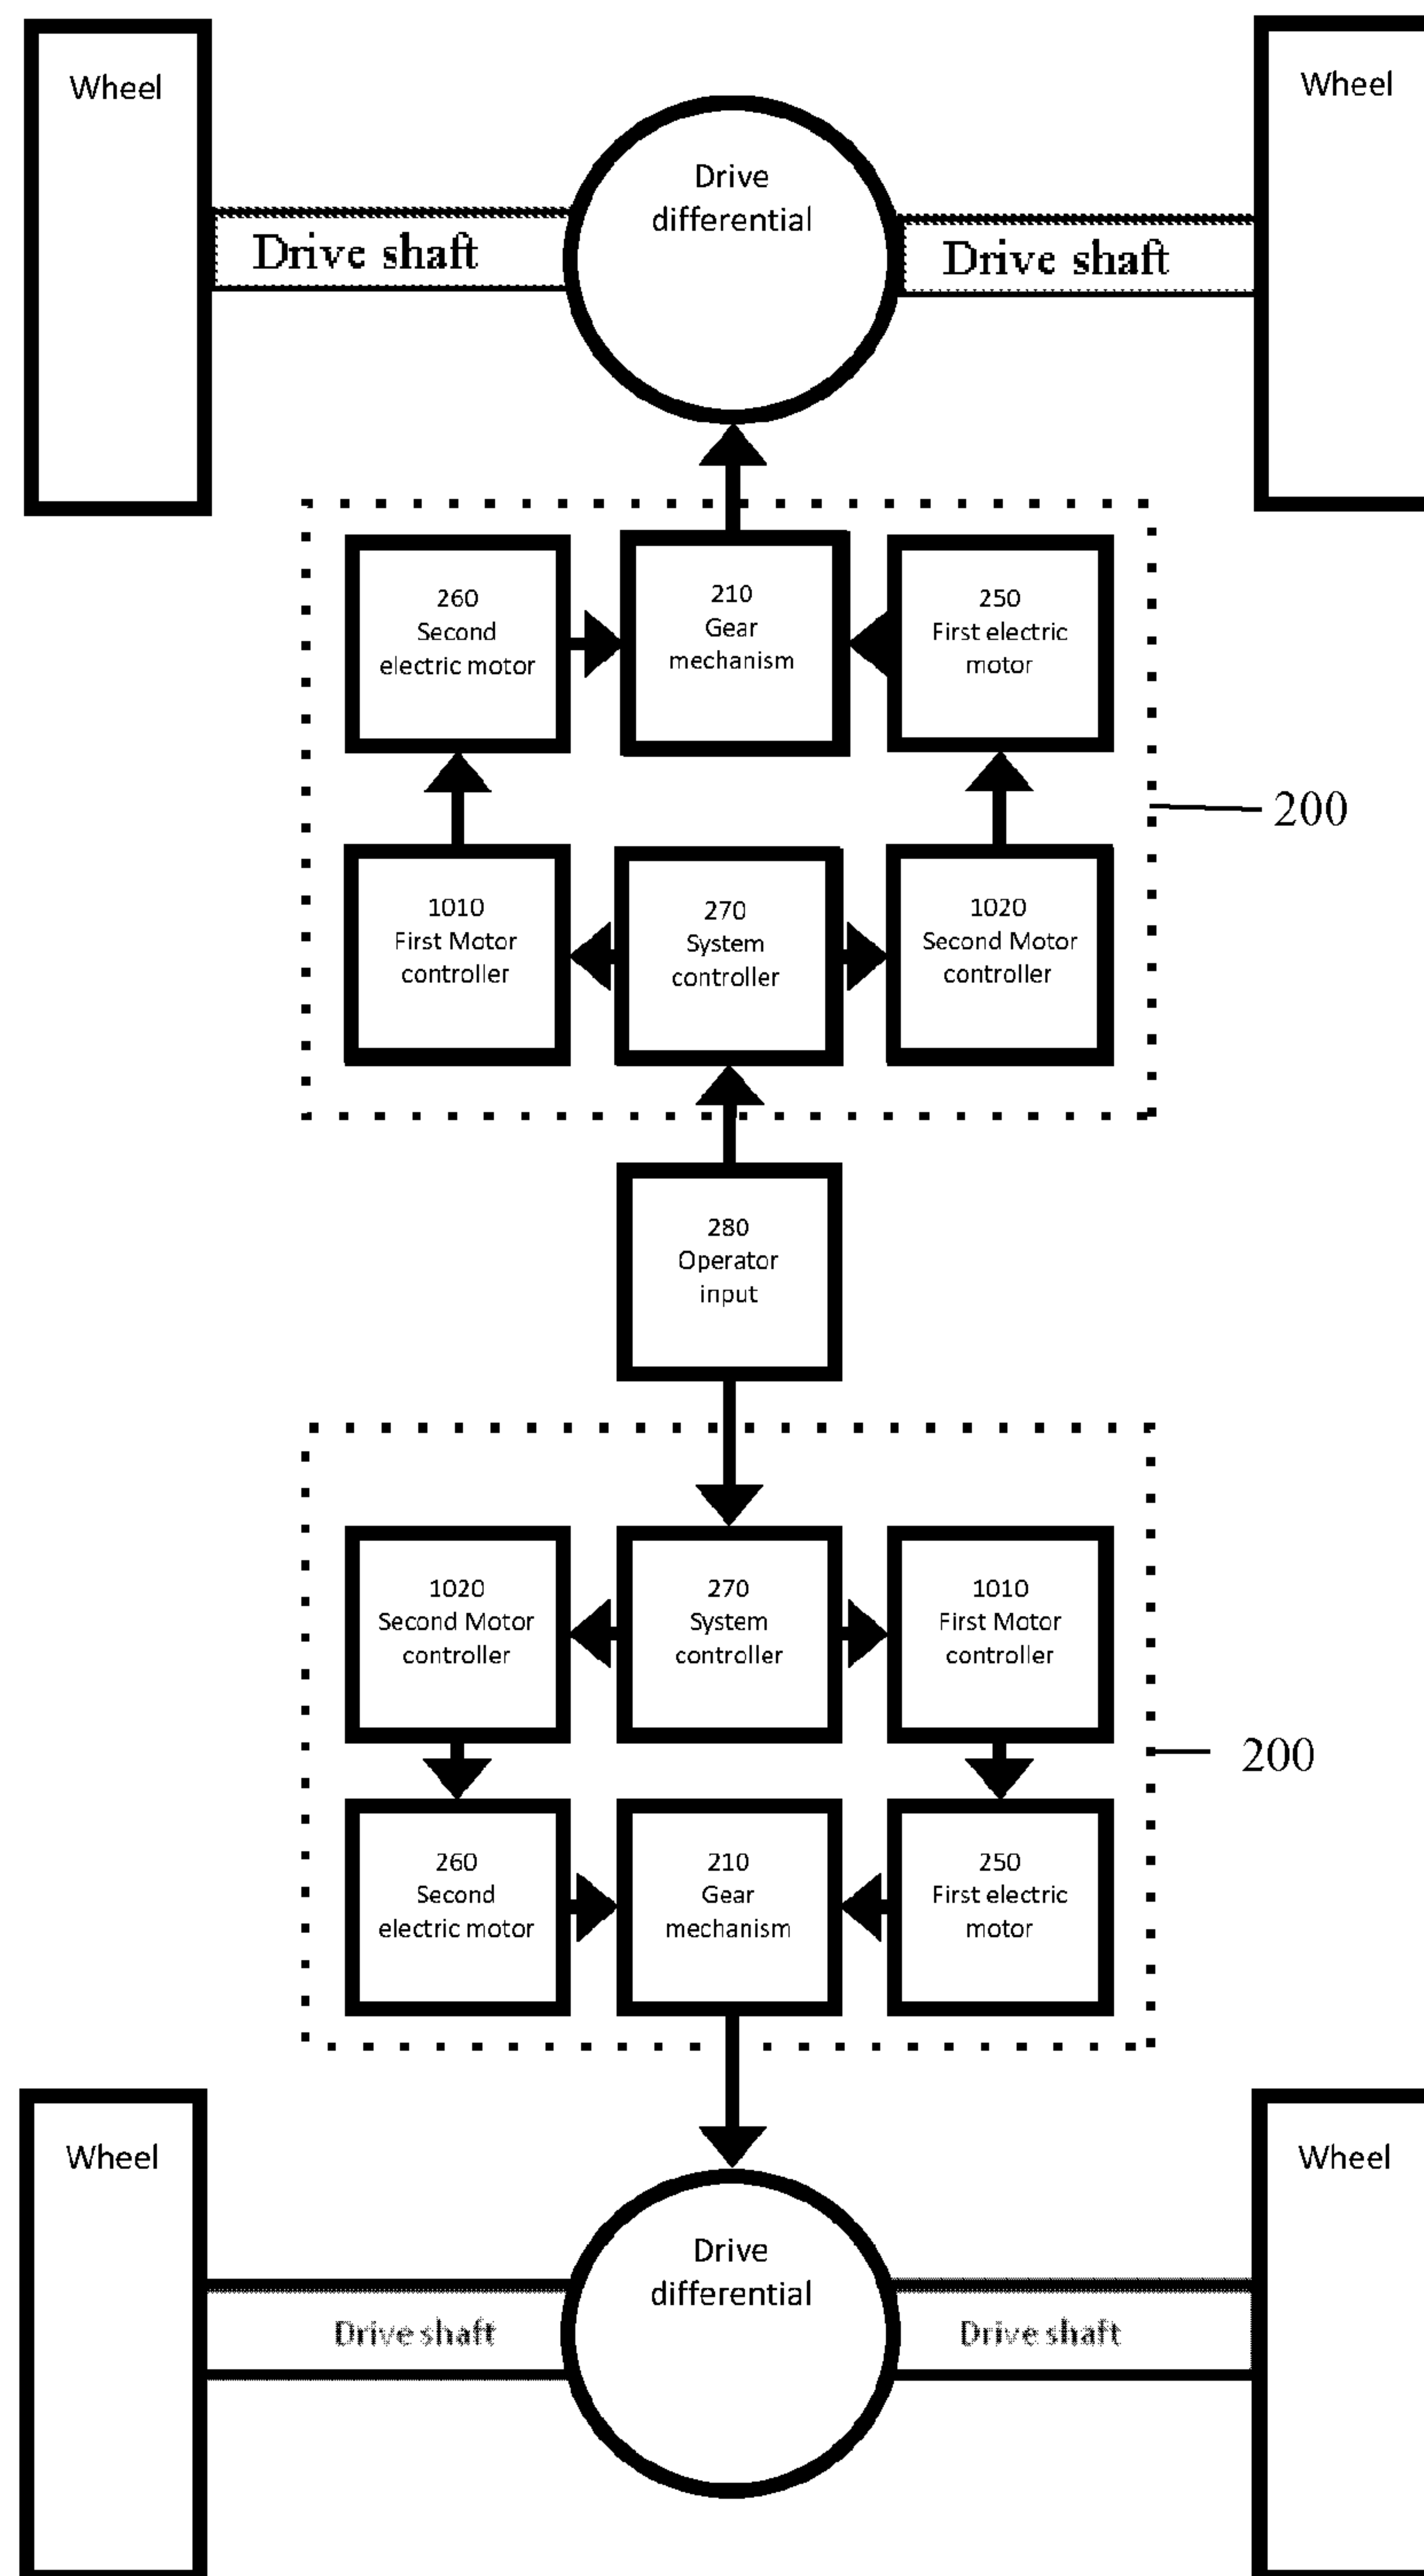 Wheel
Wheel
Drive
differential
Drive shaft
Drive shaft
260
Second
electric motor
210
Gear
mechanism
250
First electric
motor
200
1010
First Motor
controller
270
System
controller
1020
Second Motor
controller
280
Operator
input
1020
Second Motor
controller
270
System
controller
1010
First Motor
controller
200
260
Second
electric motor
210
Gear
mechanism
250
First electric
motor
Wheel
Wheel
Drive
differential
Drive shaft
Drive shaft